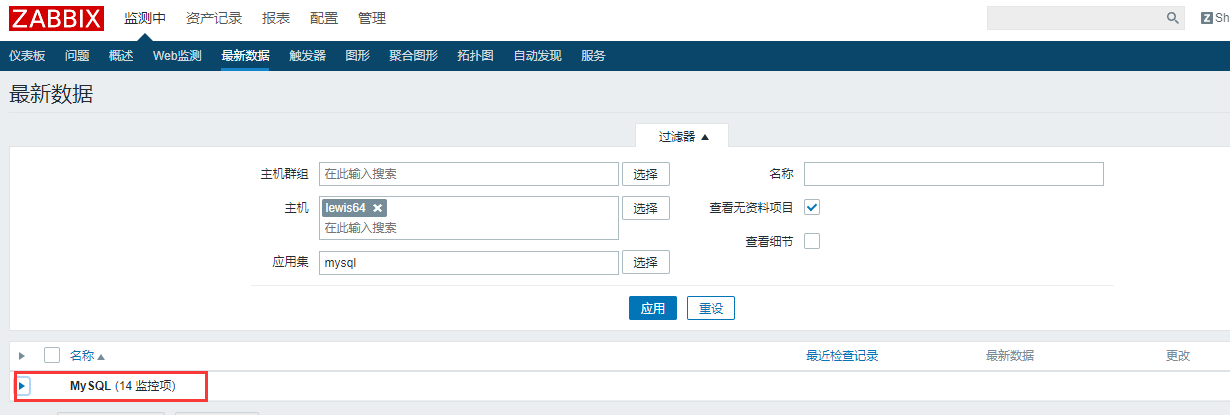 ZABBIX 监测中 资产记录 报表 配置 管理 Z Sh
仪表板 问题 概述 Web监测 最新数据 触发器 图形 聚合图形 拓扑图 自动发现 服务
最新数据
过滤器
主机群组 在此输入搜索 选择 名称
主机 lewis64 选择 查看无资料项目
在此输入搜索
查看细节
应用集 mysql 选择
应用 重设
名称 最近检查记录 最新数据 更改
MySQL (14 监控项)